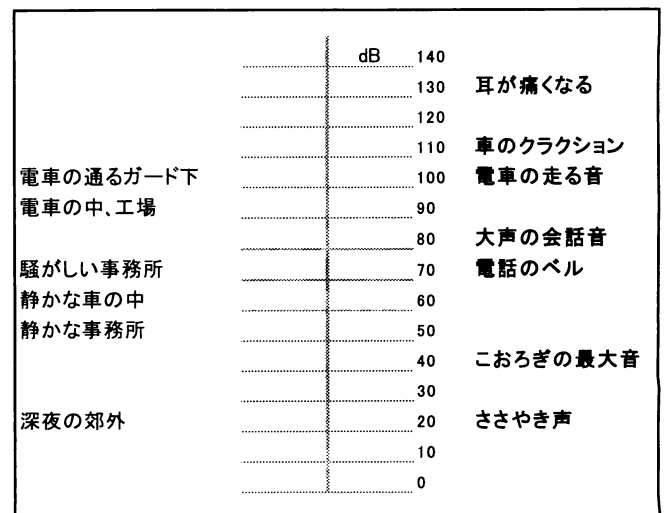 dB 140
130 耳が痛くなる
120
110 車のクラクション
電車の通るガード下 100 電車の走る音
電車の中、工場 90
80 大声の会話音
騒がしい事務所 70 電話のベル
静かな車の中 60
静かな事務所 50
40 こおろぎの最大音
30
深夜の郊外 20 ささやき声
10
0